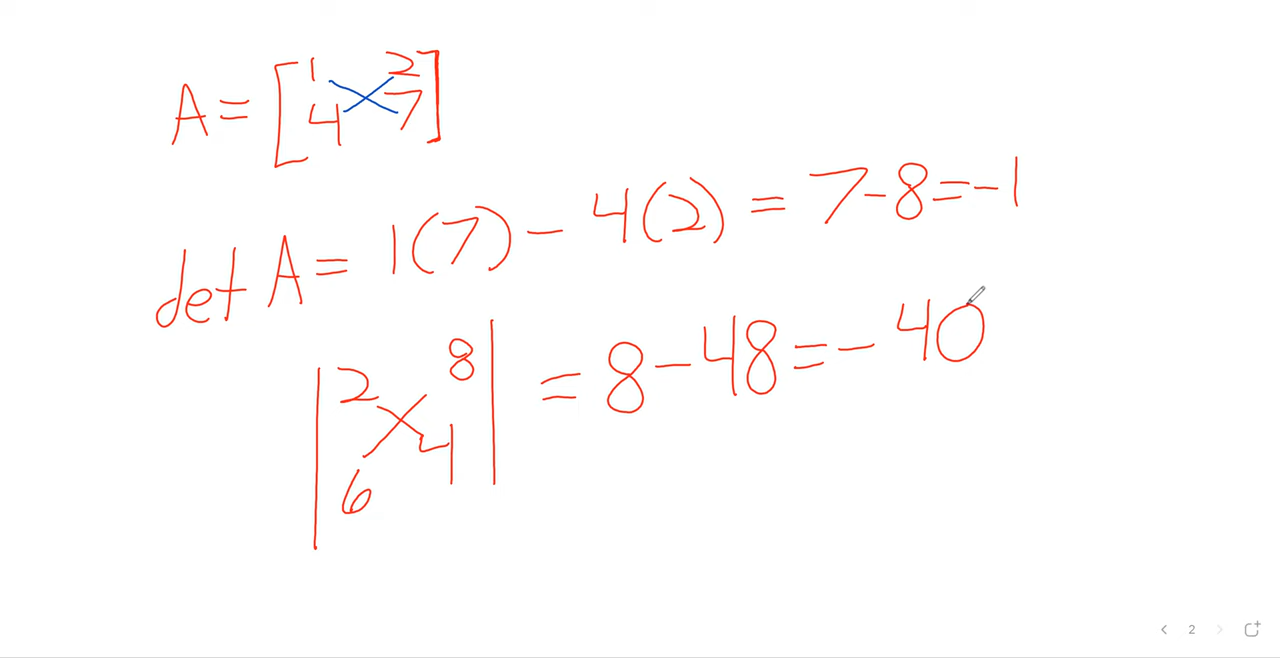 A = [ 1 2
4 7 ]
det A = 1(7) - 4(2) = 7 - 8 = -1
| 2 8 | = 8 - 48 = - 40
6 4
2